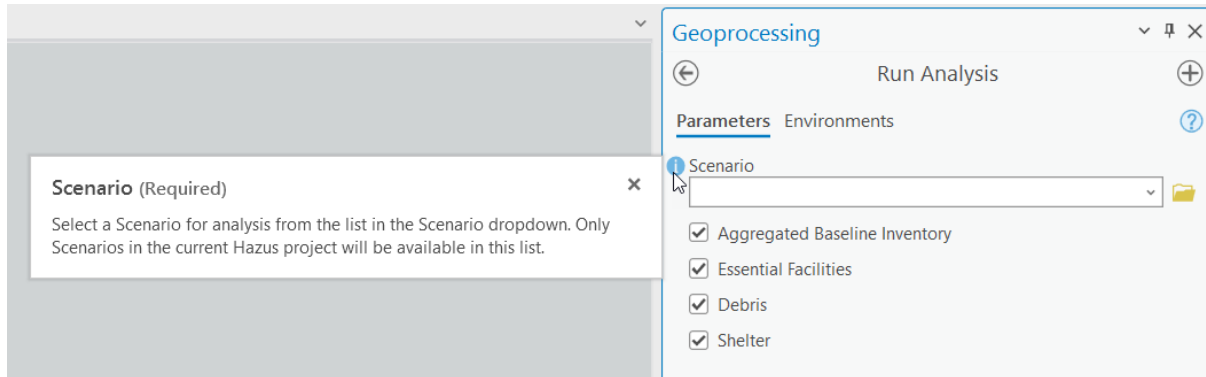 Geoprocessing
Run Analysis
Parameters Environments
Scenario
Scenario (Required)
Select a Scenario for analysis from the list in the Scenario dropdown. Only
Scenarios in the current Hazus project will be available in this list.
Aggregated Baseline Inventory
Essential Facilities
Debris
Shelter